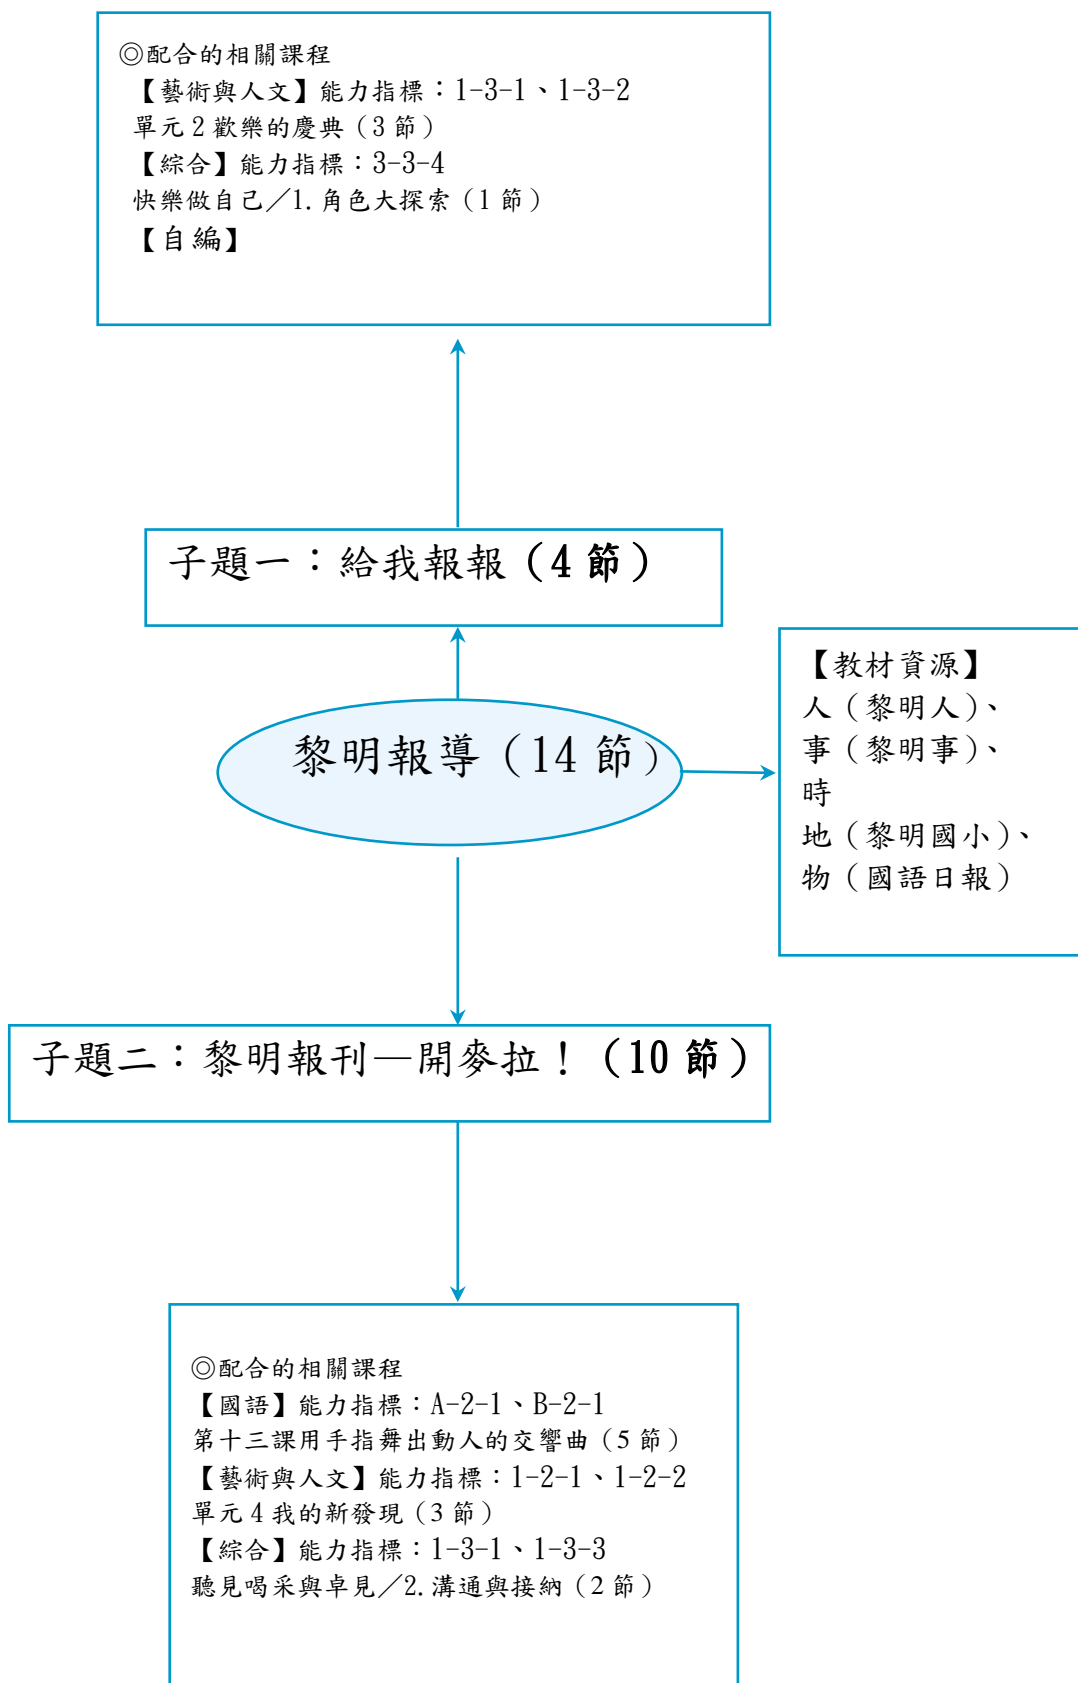 ◎配合的相關課程
【藝術與人文】能力指標：1-3-1、1-3-2
單元 2 歡樂的慶典（3 節）
【綜合】能力指標：3-3-4
快樂做自己／1. 角色大探索（1 節）
【自編】
子題一：給我報報（4 節）
【教材資源】
人（黎明人）、
事（黎明事）、
時
地（黎明國小）、
物（國語日報）
黎明報導（14 節）
子題二：黎明報刊—開麥拉！（10 節）
◎配合的相關課程
【國語】能力指標：A-2-1、B-2-1
第十三課用手指舞出動人的交響曲（5 節）
【藝術與人文】能力指標：1-2-1、1-2-2
單元 4 我的新發現（3 節）
【綜合】能力指標：1-3-1、1-3-3
聽見喝采與卓見／2. 溝通與接納（2 節）